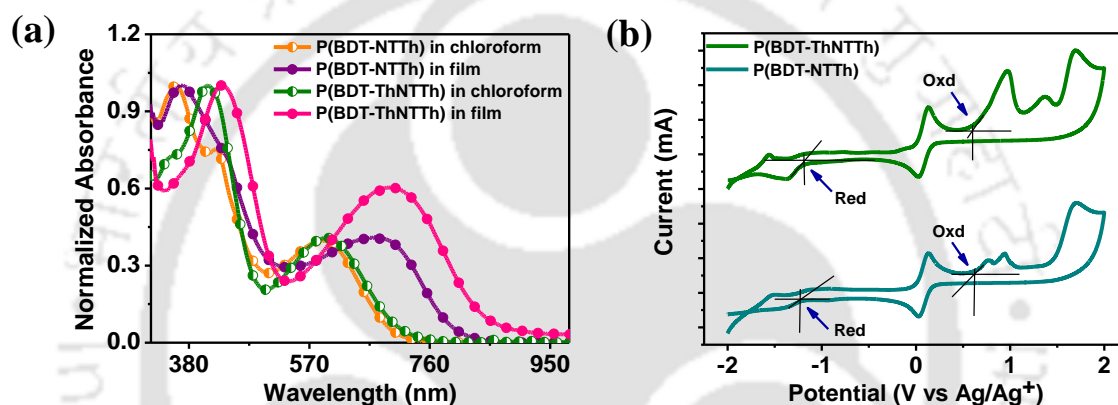 (a)
1.2
0.9
0.6
0.3
0.0
Normalized Absorbance
P(BDT-NTTh) in chloroform
P(BDT-NTTh) in film
P(BDT-ThNTTh) in chloroform
P(BDT-ThNTTh) in film
380 570 760 950
Wavelength (nm)
(b)
Current (mA)
P(BDT-ThNTTh)
P(BDT-NTTh)
Oxd
Red
Oxd
Red
-2 -1 0 1 2
Potential (V vs Ag/Ag⁺)